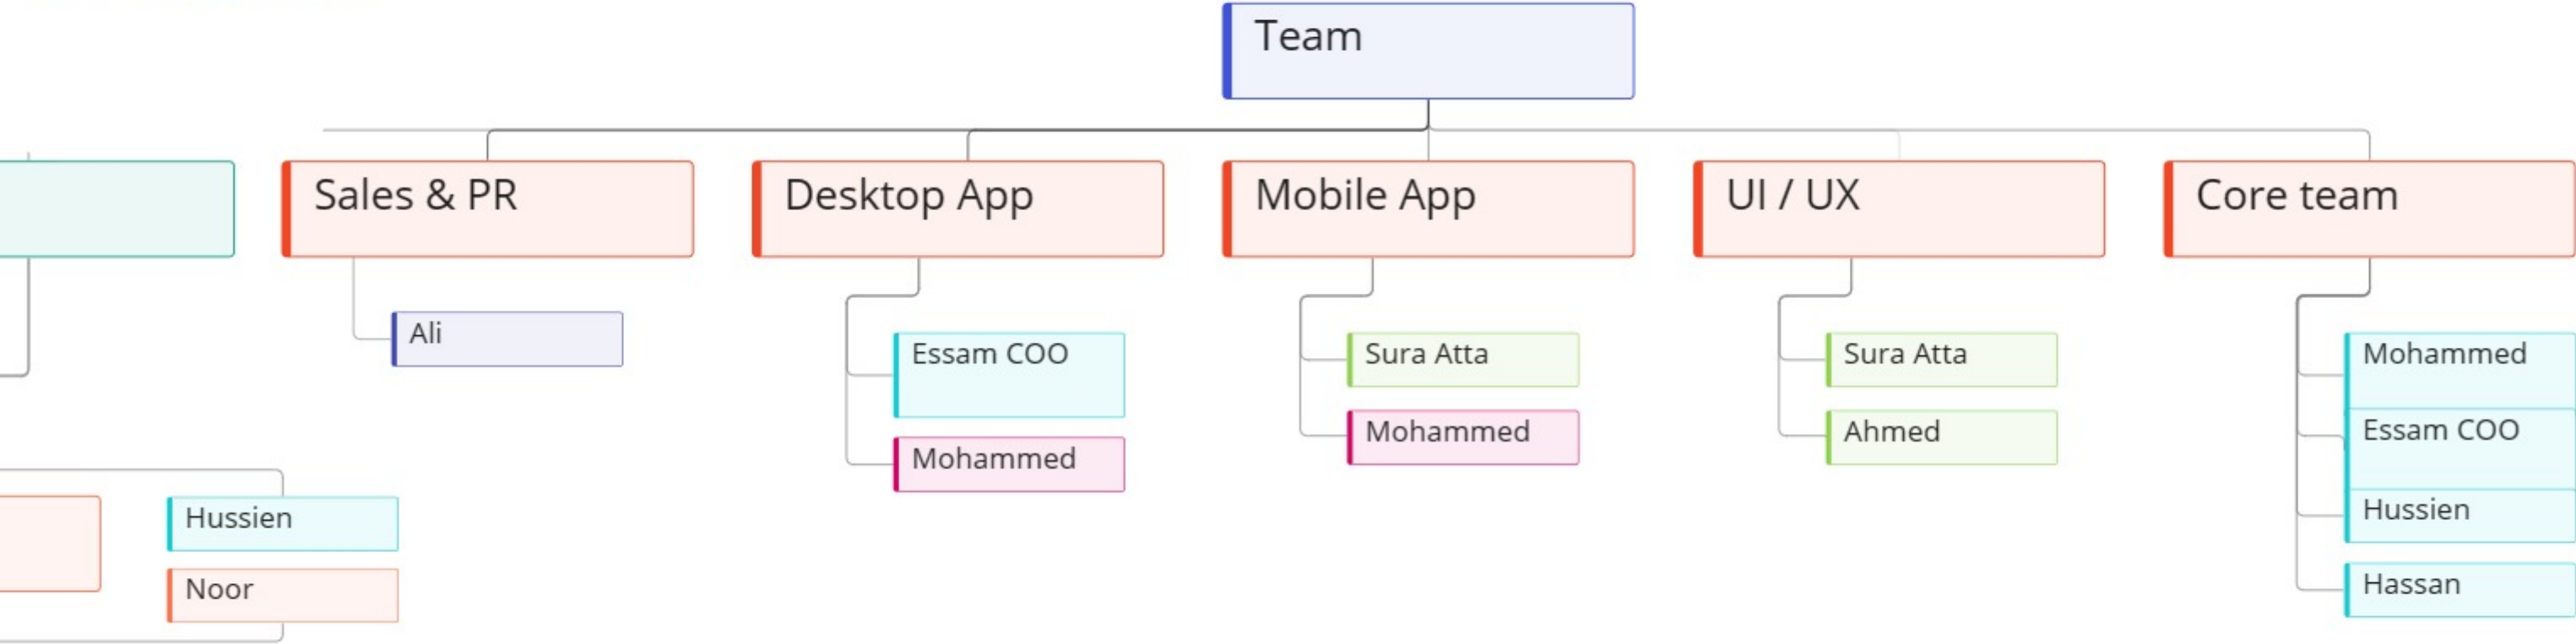 Team
Sales & PR
Desktop App
Mobile App
UI / UX
Core team
Ali
Essam COO
Mohammed
Sura Atta
Mohammed
Sura Atta
Ahmed
Mohammed
Essam COO
Hussien
Hassan
Hussien
Noor